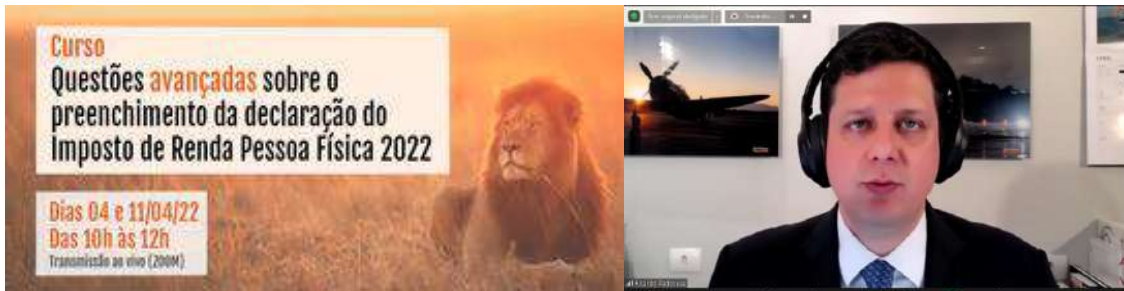 Curso
Questões avançadas sobre o
preenchimento da declaração do
Imposto de Renda Pessoa Física 2022
Dias 04 e 11/04/22
Das 10h às 12h
Transmissão ao vivo (ZOOM)